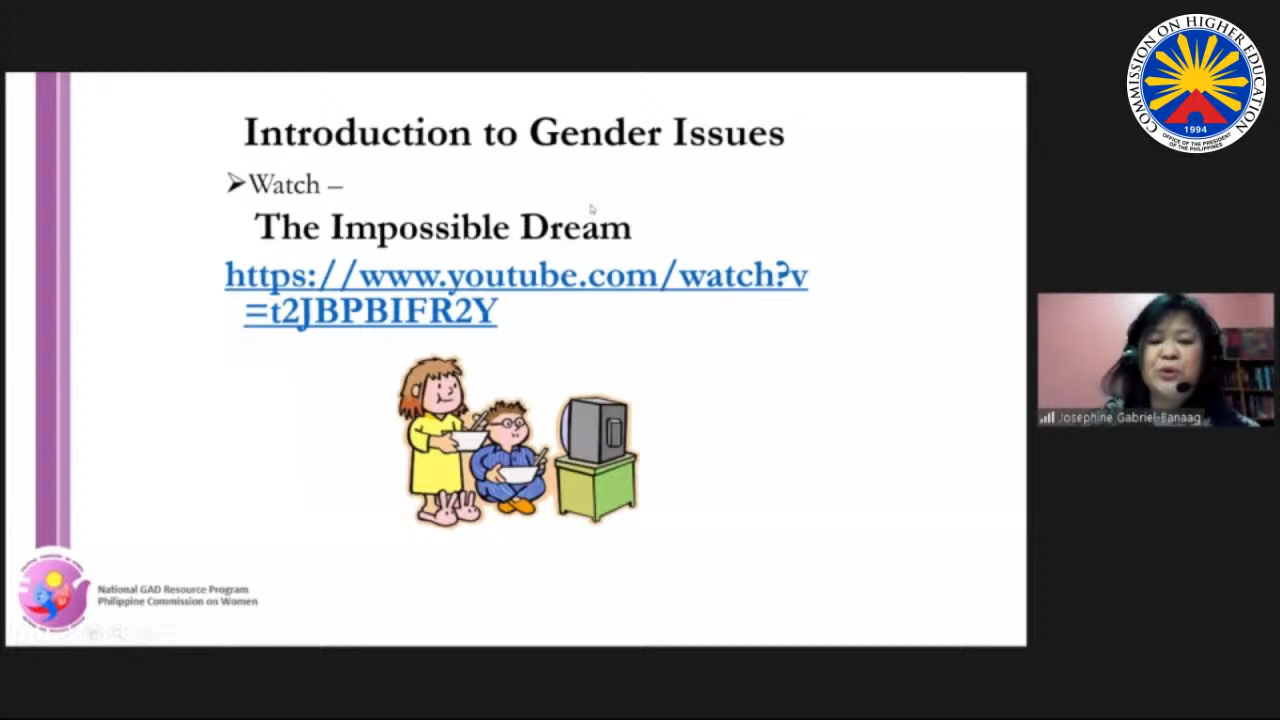 Introduction to Gender Issues
➢Watch –
The Impossible Dream
https://www.youtube.com/watch?v
=t2JBPBIFR2Y
National GAD Resource Program
Philippine Commission on Women
COMMISSION ON HIGHER EDUCATION
1994
OFFICE OF THE PRESIDENT
OF THE PHILIPPINES
Josephine Gabriel-Banaag